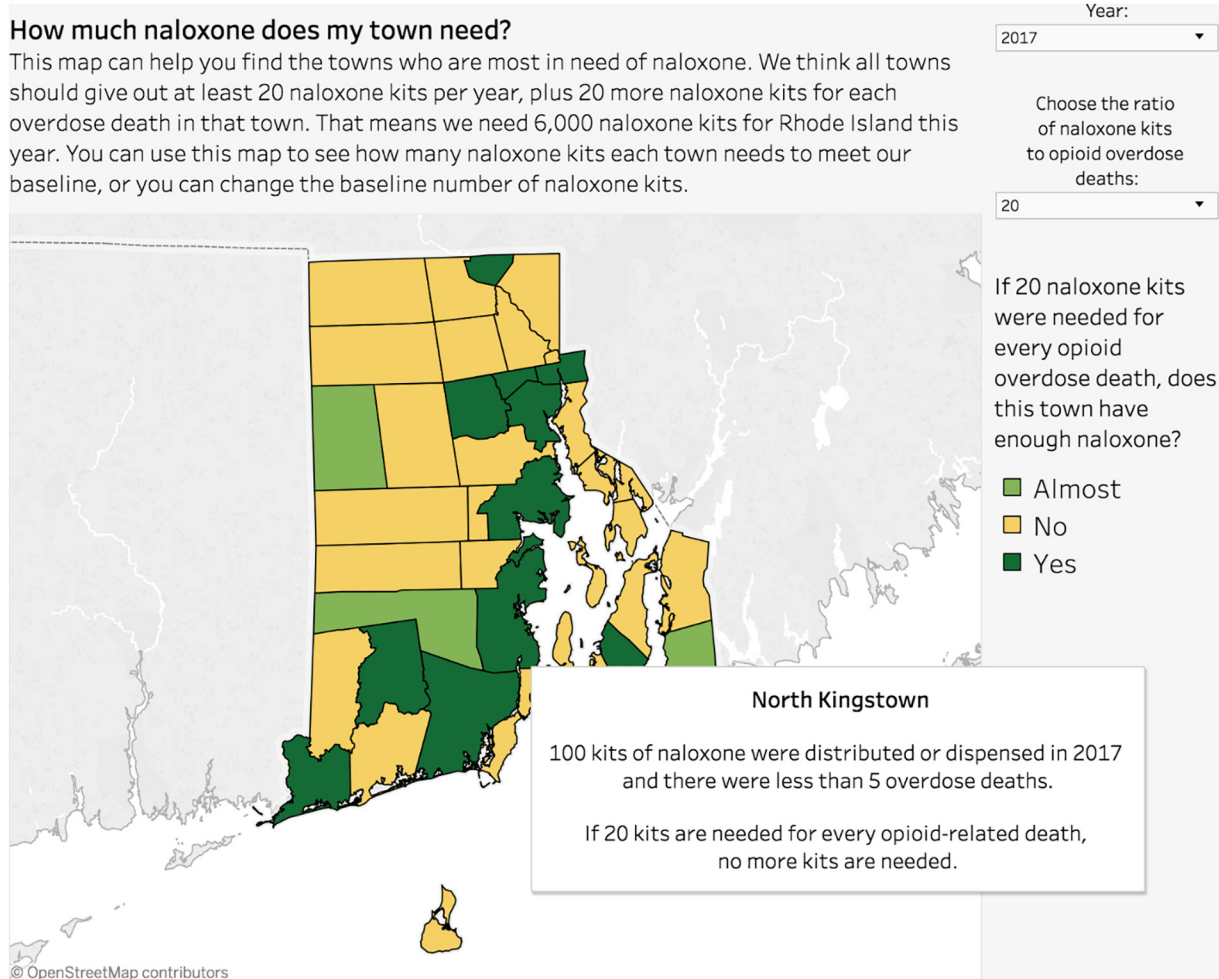 How much naloxone does my town need?
This map can help you find the towns who are most in need of naloxone. We think all towns
should give out at least 20 naloxone kits per year, plus 20 more naloxone kits for each
overdose death in that town. That means we need 6,000 naloxone kits for Rhode Island this
year. You can use this map to see how many naloxone kits each town needs to meet our
baseline, or you can change the baseline number of naloxone kits.
Year:
2017
Choose the ratio
of naloxone kits
to opioid overdose
deaths:
20
If 20 naloxone kits
were needed for
every opioid
overdose death, does
this town have
enough naloxone?
Almost
No
Yes
North Kingstown
100 kits of naloxone were distributed or dispensed in 2017
and there were less than 5 overdose deaths.
If 20 kits are needed for every opioid-related death,
no more kits are needed.
© OpenStreetMap contributors